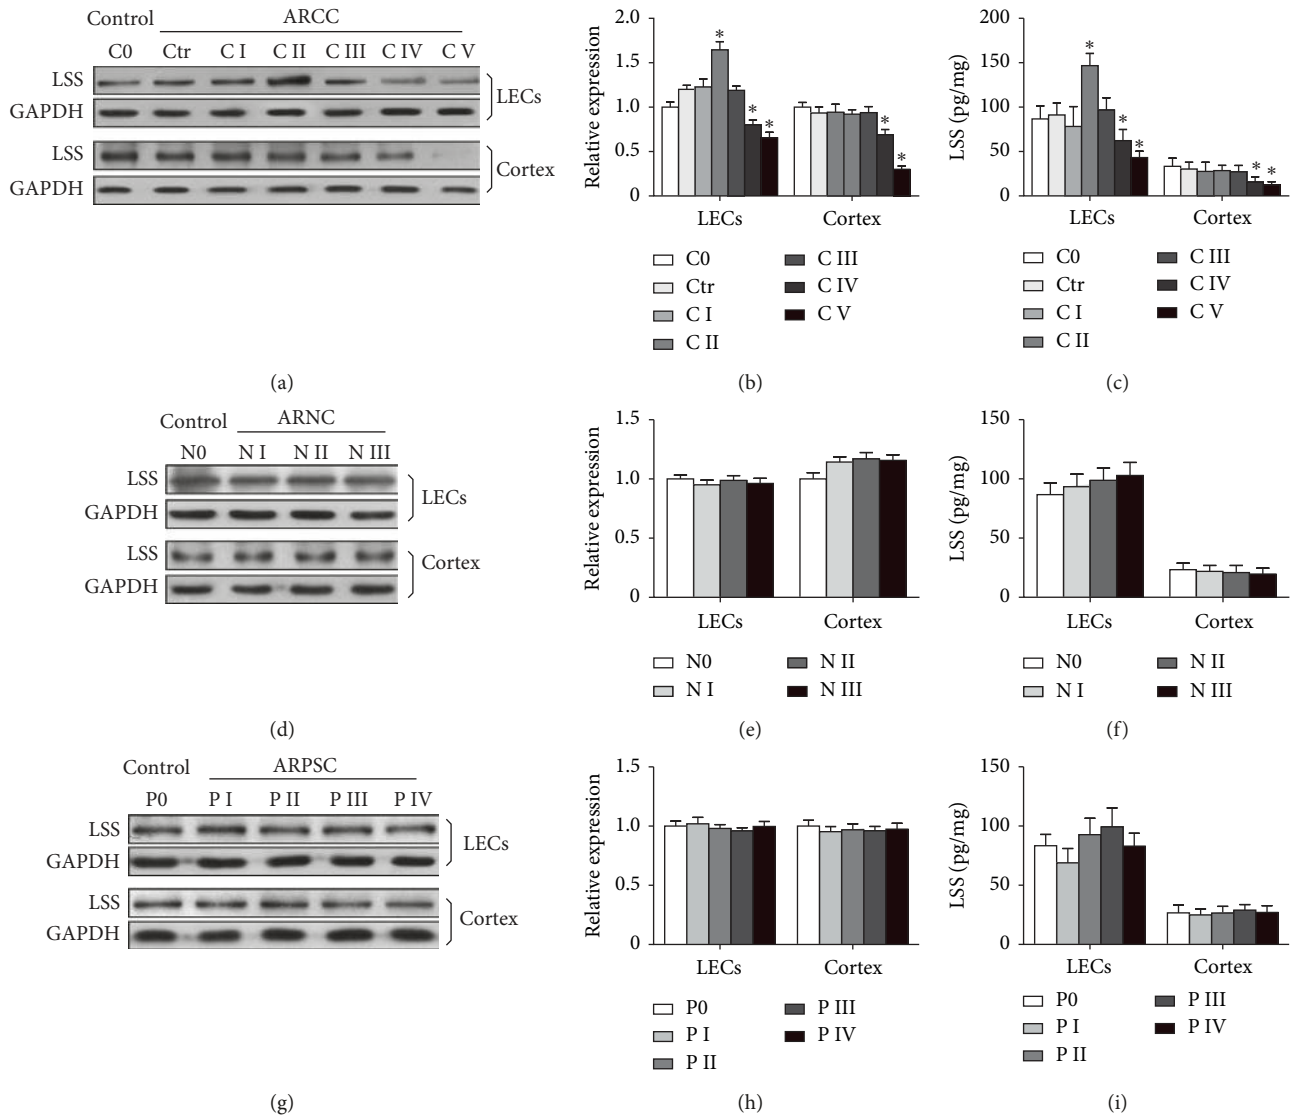 Control ARCC
C0 Ctr C I C II C III C IV C V
LSS
GAPDH
LECs
LSS
GAPDH
Cortex
(a)
Relative expression
2.0
1.5
1.0
0.5
0
* * * * *
LECs Cortex
C0 C III
Ctr C IV
C I C V
C II
(b)
LSS (pg/mg)
200
150
100
50
0
* * * * *
LECs Cortex
C0 C III
Ctr C IV
C I C V
C II
(c)
Control ARNC
N0 N I N II N III
LSS
GAPDH
LECs
LSS
GAPDH
Cortex
(d)
Relative expression
1.5
1.0
0.5
0
LECs Cortex
N0 N II
N I N III
(e)
LSS (pg/mg)
150
100
50
0
LECs Cortex
N0 N II
N I N III
(f)
Control ARPSC
P0 P I P II P III P IV
LSS
GAPDH
LECs
LSS
GAPDH
Cortex
(g)
Relative expression
1.5
1.0
0.5
0
LECs Cortex
P0 P III
P I P IV
P II
(h)
LSS (pg/mg)
150
100
50
0
LECs Cortex
P0 P III
P I P IV
P II
(i)